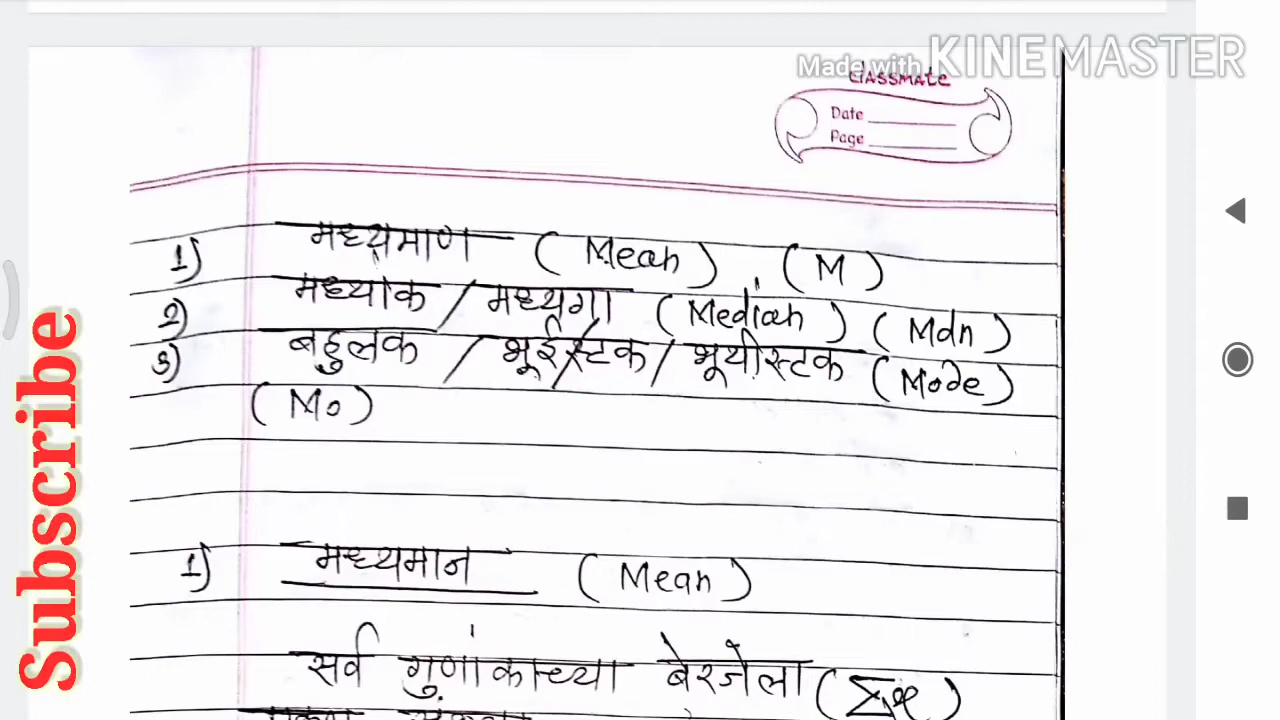 Made with KINEMASTER
classmate
Date
Page
1) मध्यमाण (Mean) (M)
2) मध्यांक / मध्यगा (Median) (Mdn)
3) बहुलक / भूईस्टक / भूयीस्टक (Mode)
(Mo)
1) मध्यमान (Mean)
सर्व गुणांकाच्या बेरजेला (Σx)
Subscribe